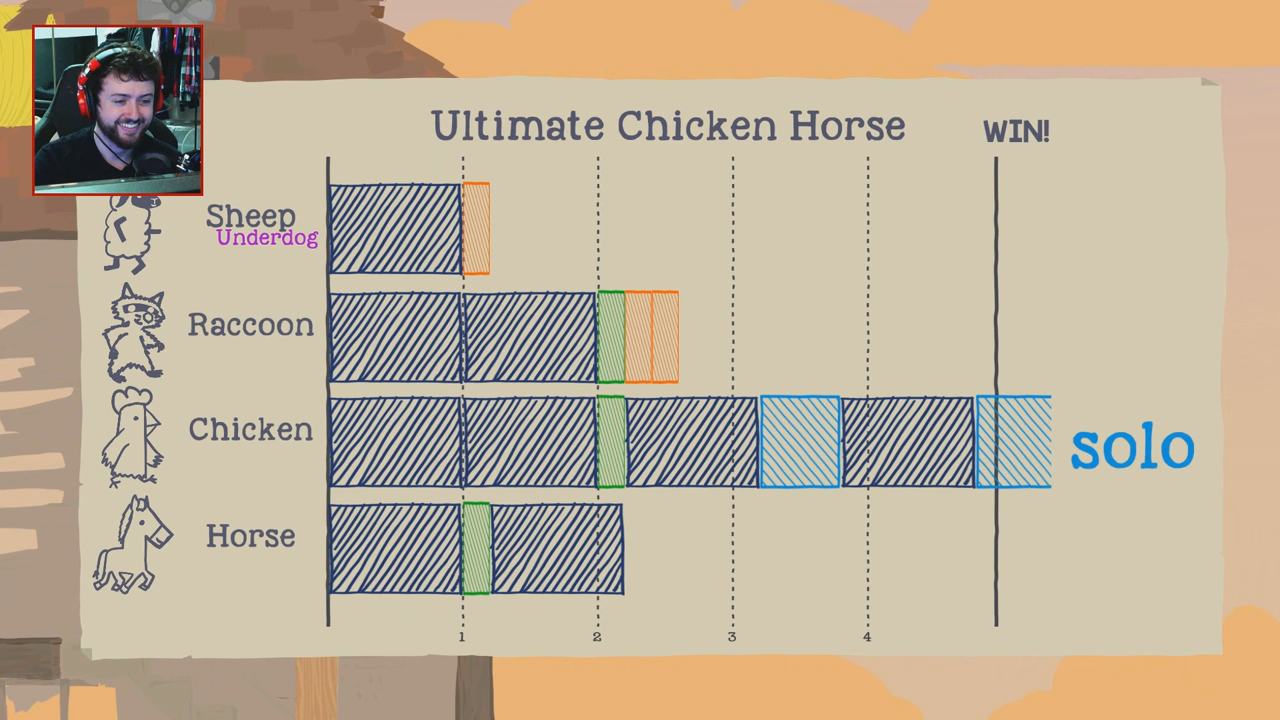 Ultimate Chicken Horse
WIN!
Sheep
Underdog
Raccoon
Chicken
solo
Horse
1 2 3 4